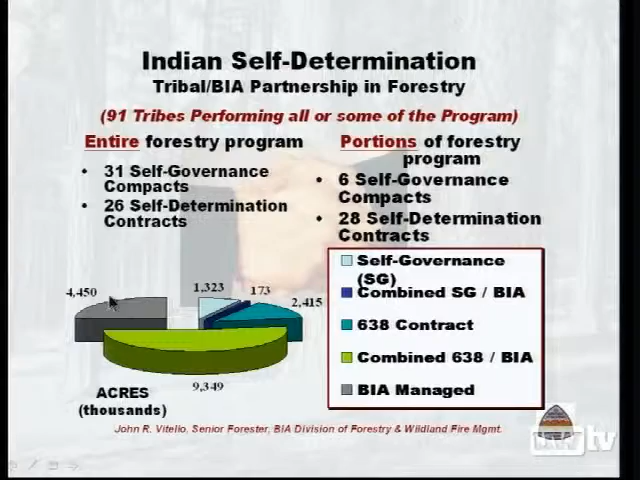 Indian Self-Determination
Tribal/BIA Partnership in Forestry
(91 Tribes Performing all or some of the Program)
Entire forestry program
• 31 Self-Governance
Compacts
• 26 Self-Determination
Contracts
Portions of forestry
program
• 6 Self-Governance
Compacts
• 28 Self-Determination
Contracts
4,450
1,323
173
2,415
9,349
ACRES
(thousands)
Self-Governance
(SG)
Combined SG / BIA
638 Contract
Combined 638 / BIA
BIA Managed
John R. Vitello, Senior Forester, BIA Division of Forestry & Wildland Fire Mgmt.
tv